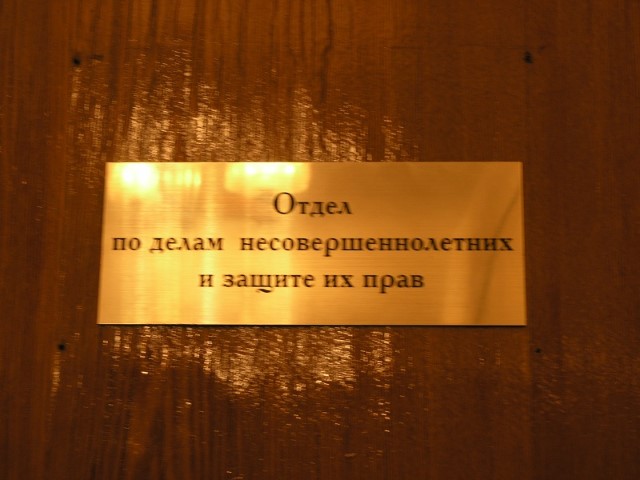 Отдел
по делам несовершеннолетних
и защите их прав